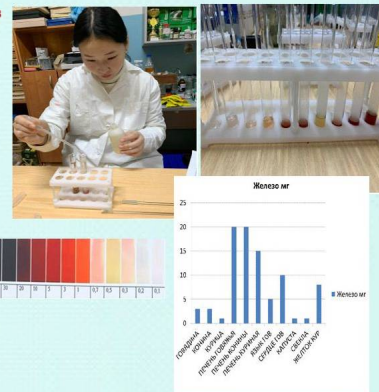 Железо мг
25
20
15
10
5
0
ГОВЯДИНА
КОНИНА
КУРИЦА
ПЕЧЕНЬ ГОВЯЖЬЯ
ПЕЧЕНЬ КОНИНЫ
ПЕЧЕНЬ КУРИНАЯ
ЯЗЫК ГОВ
СЕРДЦЕ ГОВ
КАПУСТА
СВЕКЛА
ЖЕЛТОК КУР
Железо мг
30 20 10 5 3 1 0,7 0,5 0,3 0,2 0,1